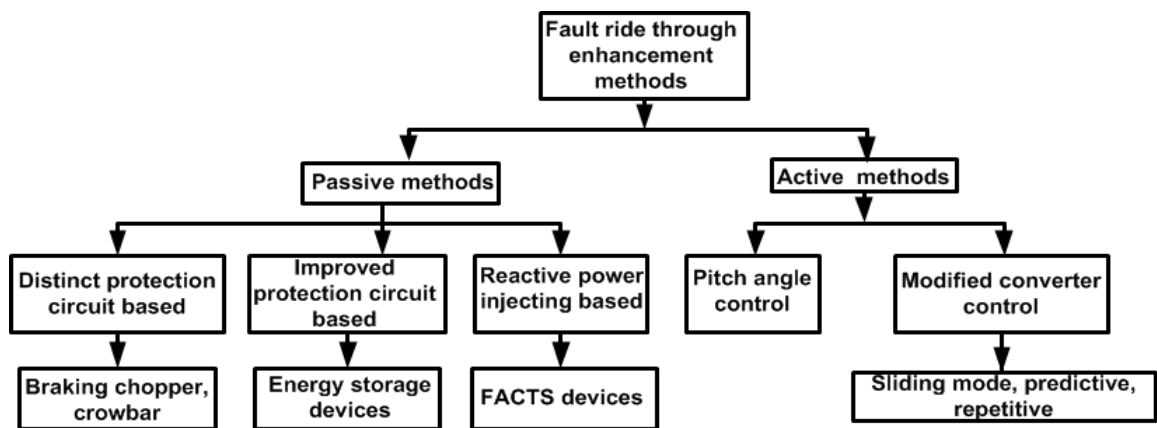 Fault ride through
enhancement
methods
Passive methods
Active methods
Distinct protection
circuit based
Improved
protection circuit
based
Reactive power
injecting based
Pitch angle
control
Modified converter
control
Braking chopper,
crowbar
Energy storage
devices
FACTS devices
Sliding mode, predictive,
repetitive